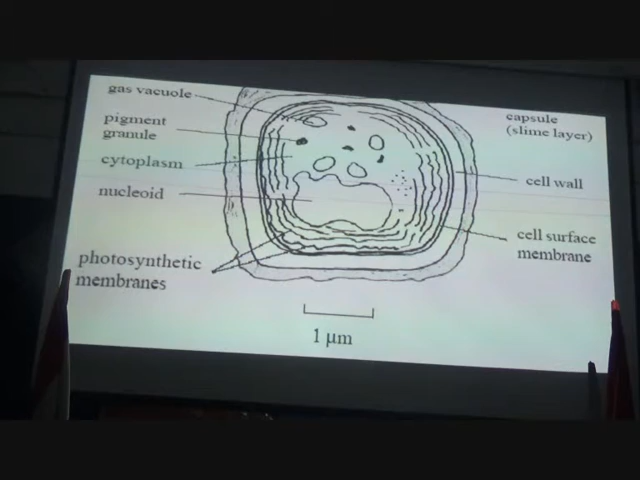 gas vacuole
pigment
granule
cytoplasm
nucleoid
photosynthetic
membranes
capsule
(slime layer)
cell wall
cell surface
membrane
1 µm